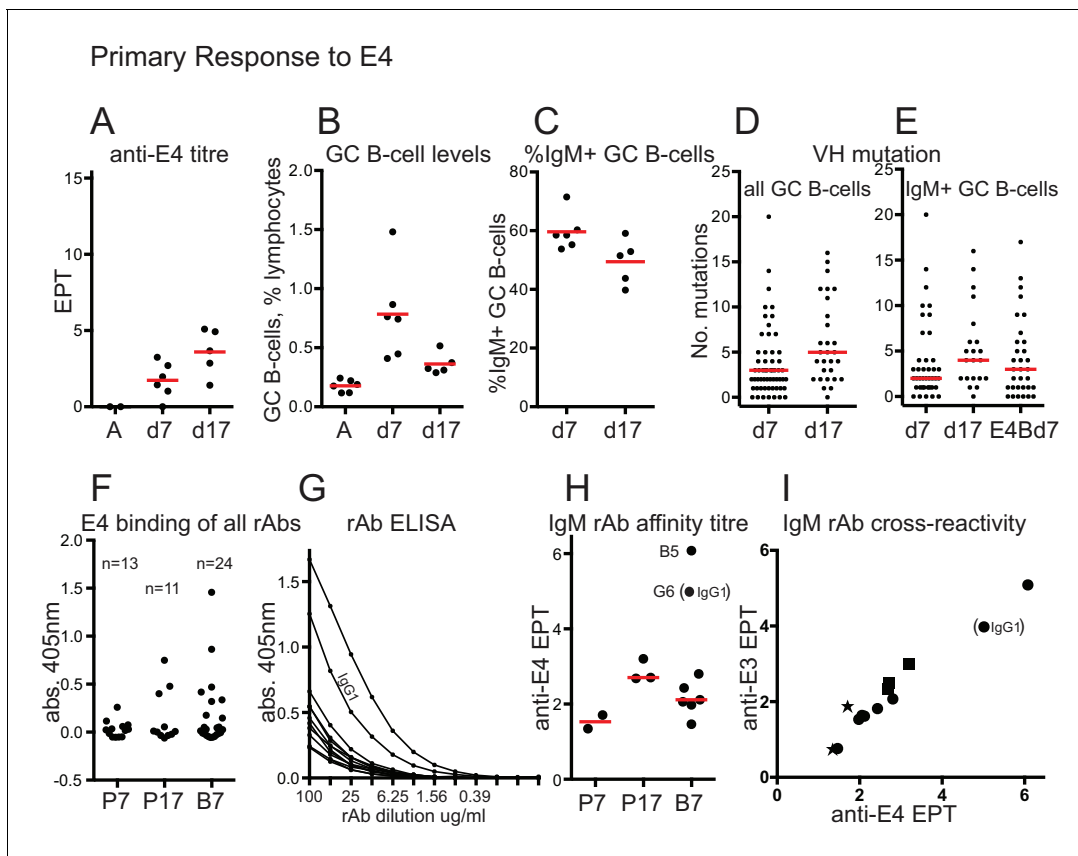 Primary Response to E4
A
anti-E4 titre
15
10
5
0
EPT
A d7 d17
B
GC B-cell levels
2.0
1.5
1.0
0.5
0.0
GC B-cells, % lymphocytes
A d7 d17
C
%IgM+ GC B-cells
80
60
40
20
0
%IgM+ GC B-cells
d7 d17
D E
VH mutation
all GC B-cells
25
20
15
10
5
0
No. mutations
d7 d17
IgM+ GC B-cells
25
20
15
10
5
0
d7 d17 E4Bd7
F
E4 binding of all rAbs
2.0
1.5
1.0
0.5
0.0
-0.5
abs. 405nm
n=13
n=11
n=24
P7 P17 B7
G
rAb ELISA
1.5
1.0
0.5
0.0
abs. 405nm
IgG1
100 25 6.25 1.56 0.39
rAb dilution ug/ml
H
IgM rAb affinity titre
6
4
2
0
anti-E4 EPT
B5
G6 ( IgG1)
P7 P17 B7
I
IgM rAb cross-reactivity
6
4
2
0
anti-E3 EPT
( IgG1)
0 2 4 6
anti-E4 EPT